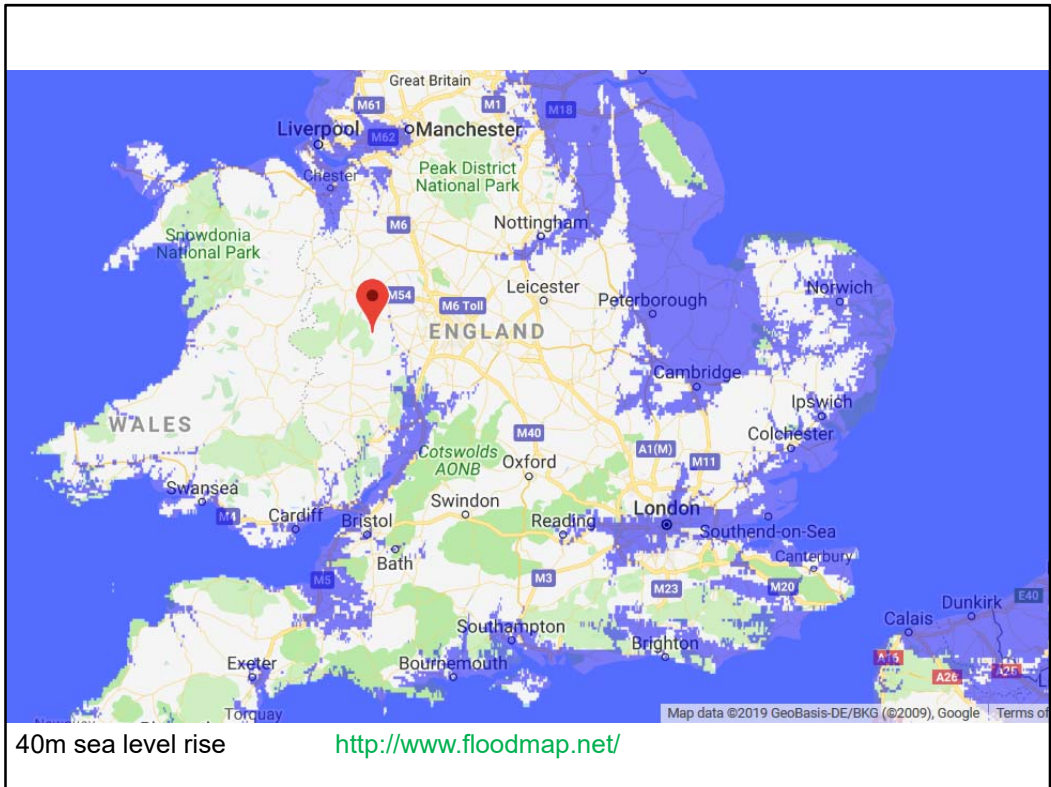 Great Britain
M61
M1
M18
Liverpool
M62
Manchester
Chester
Peak District
National Park
M6
Nottingham
Snowdonia
National Park
M54
M6 Toll
Leicester
Peterborough
Norwich
ENGLAND
Cambridge
Ipswich
WALES
M40
Colchester
Cotswolds
AONB
Oxford
A1(M)
M11
Swansea
Swindon
London
M4
Cardiff
Bristol
Reading
Southend-on-Sea
Bath
Canterbury
M5
M3
M23
M20
E40
Dunkirk
Calais
Southampton
Brighton
Exeter
Bournemouth
A16
A26
A25
Torquay
Map data ©2019 GeoBasis-DE/BKG (©2009), Google
Terms of
40m sea level rise
http://www.floodmap.net/